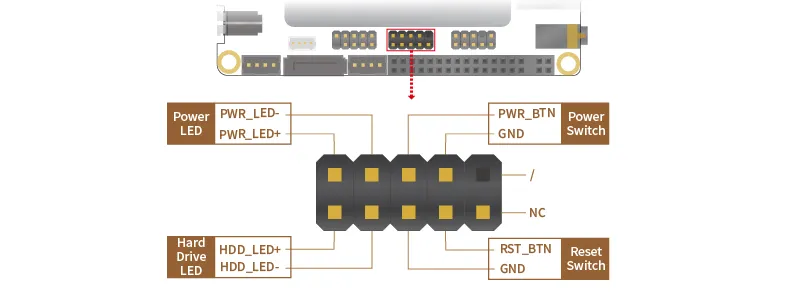 Power
LED
PWR_LED-
PWR_LED+
PWR_BTN
GND
Power
Switch
/
NC
Hard
Drive
LED
HDD_LED+
HDD_LED-
RST_BTN
GND
Reset
Switch